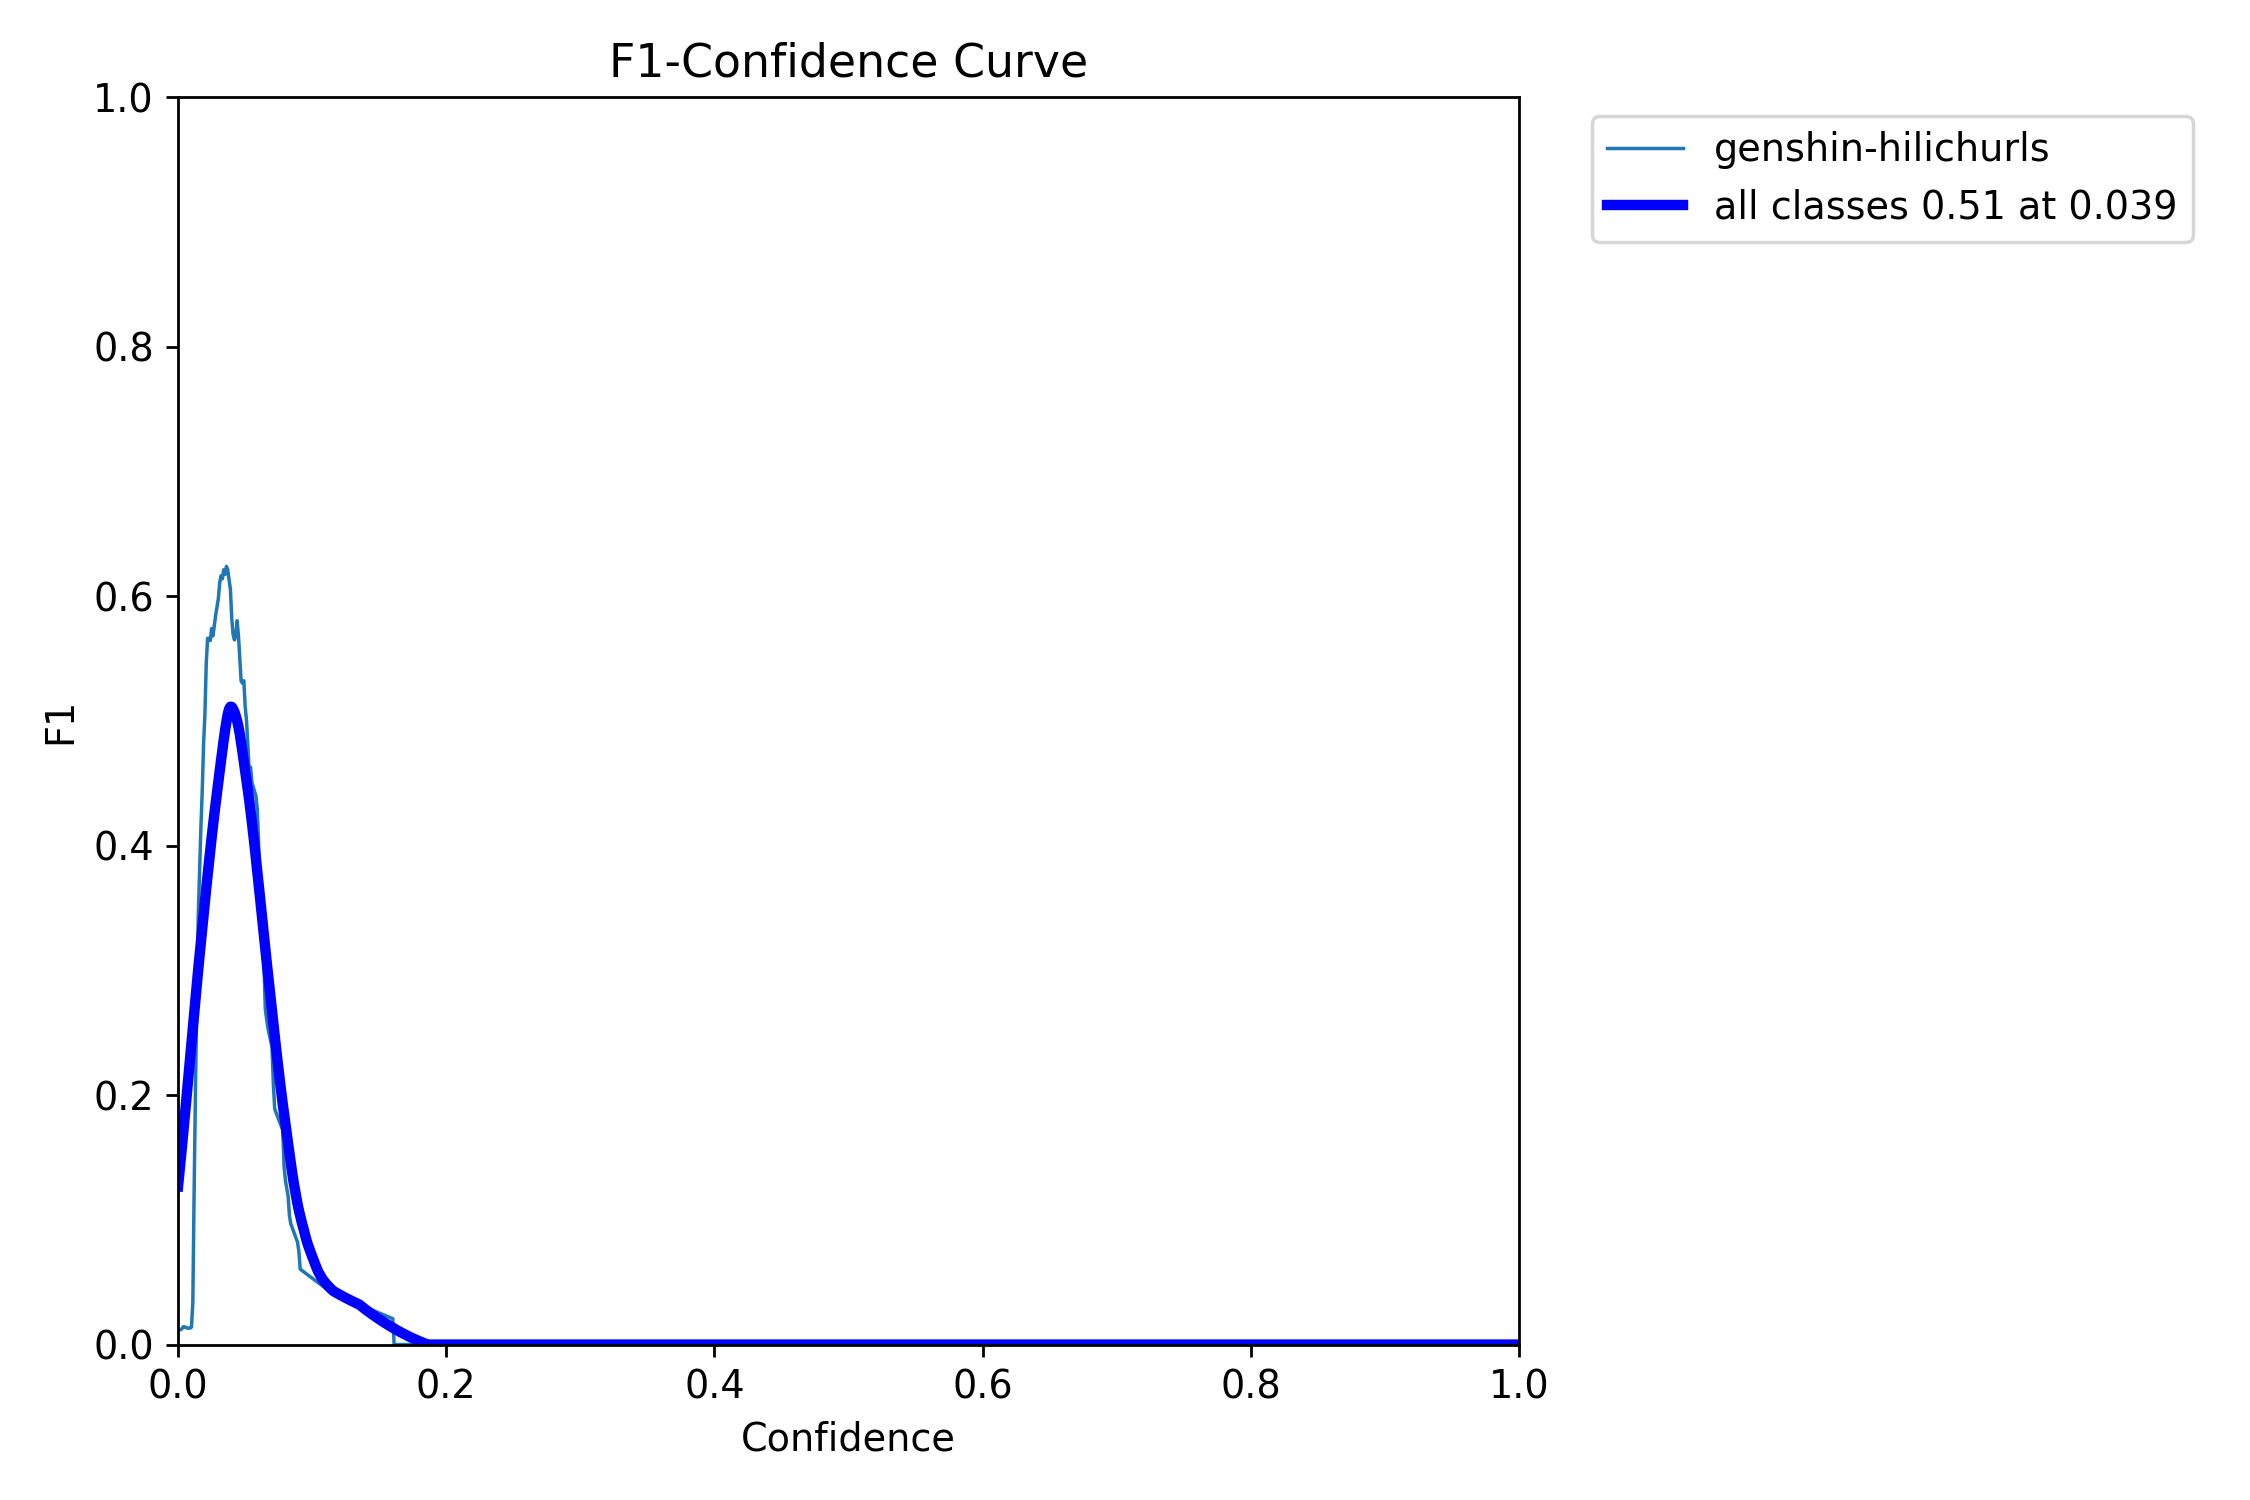 F1-Confidence Curve
1.0
0.8
0.6
0.4
0.2
0.0
F1
0.0 0.2 0.4 0.6 0.8 1.0
Confidence
genshin-hilichurls
all classes 0.51 at 0.039